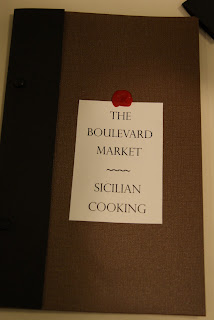 THE
BOULEVARD
MARKET
SICILIAN
COOKING